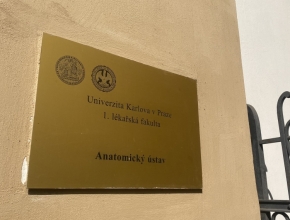 Univerzita Karlova v Praze
1. lékařská fakulta
Anatomický ústav